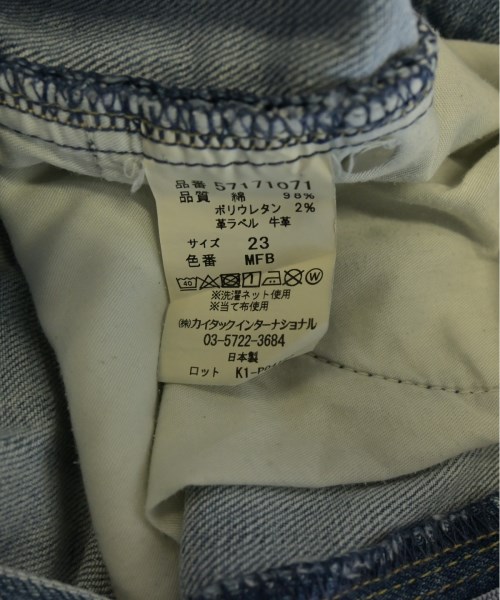 品番 57171071
品質 綿 98%
ポリウレタン 2%
革ラベル 牛革
サイズ 23
色番 MFB
40 W
※洗濯ネット使用
※当て布使用
㈱カイタックインターナショナル
03-5722-3684
日本製
ロット